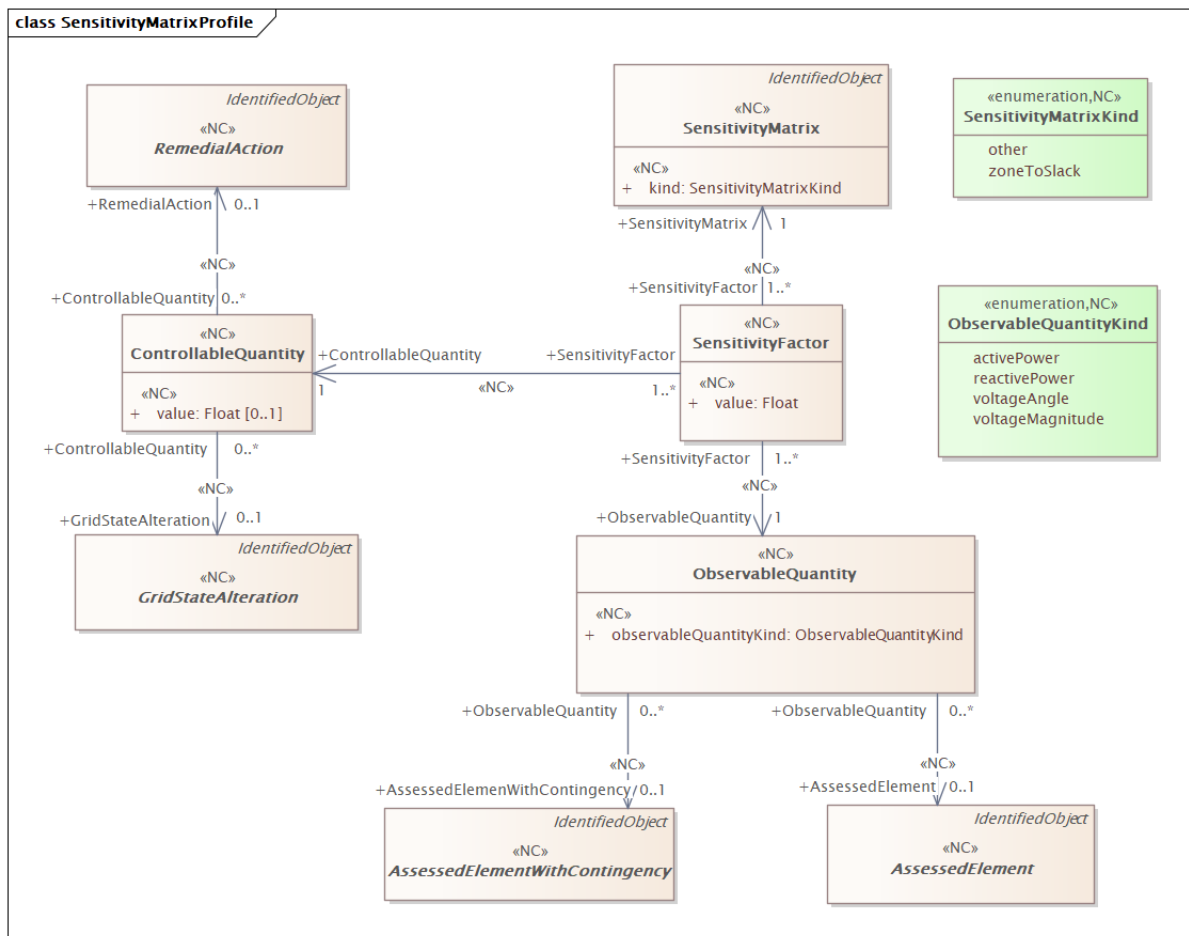 class SensitivityMatrixProfile
IdentifiedObject
«NC»
RemedialAction
+RemedialAction
0..1
«NC»
+ControllableQuantity
0..*
«NC»
ControllableQuantity
«NC»
+ value: Float [0..1]
+ControllableQuantity
0..*
«NC»
+GridStateAlteration
0..1
IdentifiedObject
«NC»
GridStateAlteration
+ControllableQuantity
1
«NC»
+SensitivityFactor
1..*
IdentifiedObject
«NC»
SensitivityMatrix
«NC»
+ kind: SensitivityMatrixKind
+SensitivityMatrix
1
«NC»
+SensitivityFactor
1..*
«NC»
SensitivityFactor
«NC»
+ value: Float
+SensitivityFactor
1..*
«NC»
+ObservableQuantity
1
«NC»
ObservableQuantity
«NC»
+ observableQuantityKind: ObservableQuantityKind
+ObservableQuantity
0..*
«NC»
+AssessedElemenWithContingency
0..1
IdentifiedObject
«NC»
AssessedElementWithContingency
+ObservableQuantity
0..*
«NC»
+AssessedElement
0..1
IdentifiedObject
«NC»
AssessedElement
«enumeration,NC»
SensitivityMatrixKind
other
zoneToSlack
«enumeration,NC»
ObservableQuantityKind
activePower
reactivePower
voltageAngle
voltageMagnitude